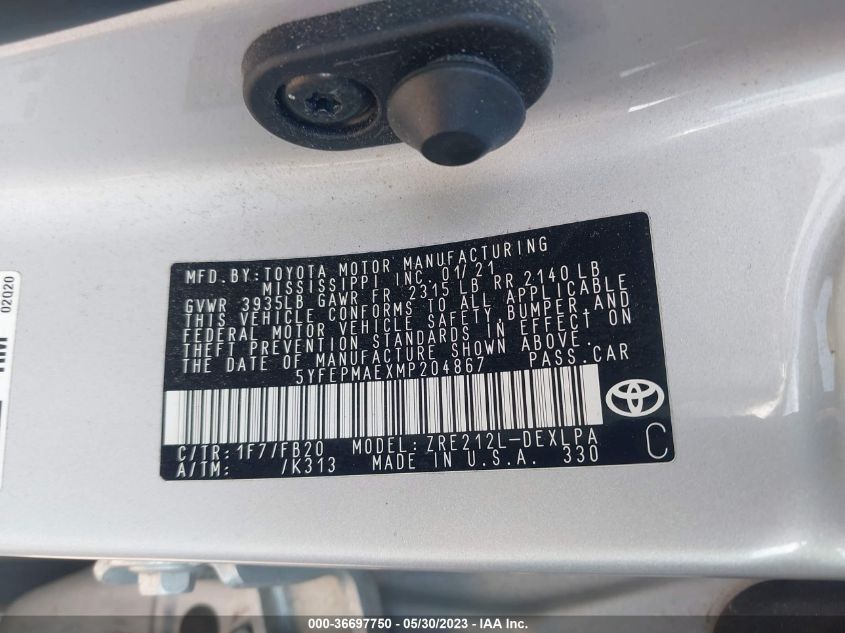 MFD. BY: TOYOTA MOTOR MANUFACTURING
MISSISSIPPI INC. 01/21
GVWR 3935LB GAWR FR 2315 LB RR 2140 LB
THIS VEHICLE CONFORMS TO ALL APPLICABLE
FEDERAL MOTOR VEHICLE SAFETY, BUMPER AND
THEFT PREVENTION STANDARDS IN EFFECT ON
THE DATE OF MANUFACTURE SHOWN ABOVE.
5YFEPMAEXMP204867 PASS. CAR
C/TR: 1F7/FB20 MODEL: ZRE212L-DEXLPA
A/TM: /K313 MADE IN U.S.A. 330
C
02020
000-36697750 - 05/30/2023 - IAA Inc.